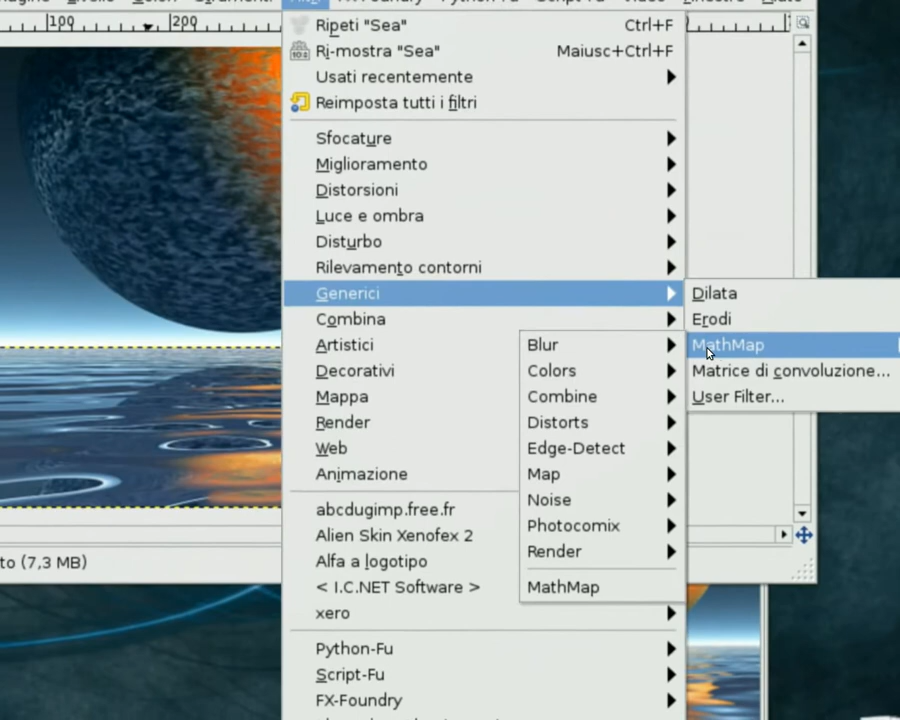 100
200
Ripeti "Sea" Ctrl+F
Ri-mostra "Sea" Maiusc+Ctrl+F
Usati recentemente
Reimposta tutti i filtri
Sfocature
Miglioramento
Distorsioni
Luce e ombra
Disturbo
Rilevamento contorni
Generici
Combina
Artistici
Decorativi
Mappa
Render
Web
Animazione
abcdugimp.free.fr
Alien Skin Xenofex 2
Alfa a logotipo
< I.C.NET Software >
xero
Python-Fu
Script-Fu
FX-Foundry
Dilata
Erodi
MathMap
Matrice di convoluzione...
User Filter...
Blur
Colors
Combine
Distorts
Edge-Detect
Map
Noise
Photocomix
Render
MathMap
to (7,3 MB)